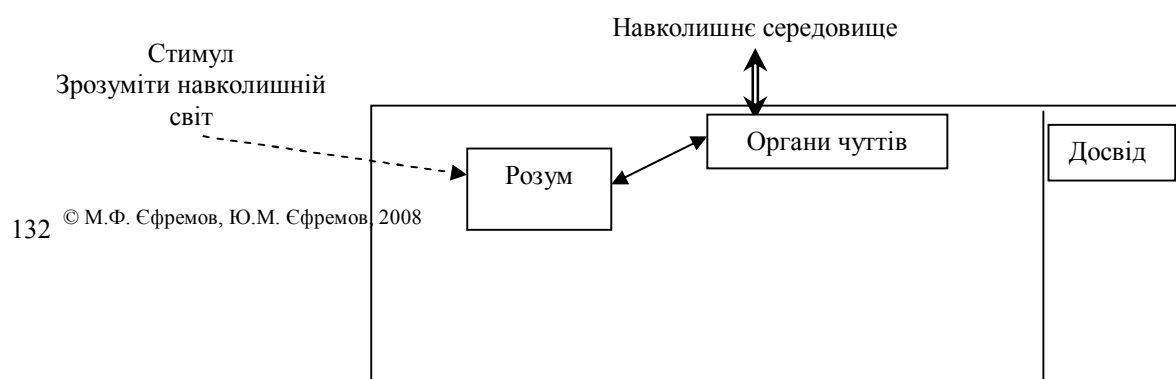 Навколишнє середовище
Стимул
Зрозуміти навколишній
світ
Органи чуттів
Досвід
Розум
132 © М.Ф. Єфремов, Ю.М. Єфремов, 2008